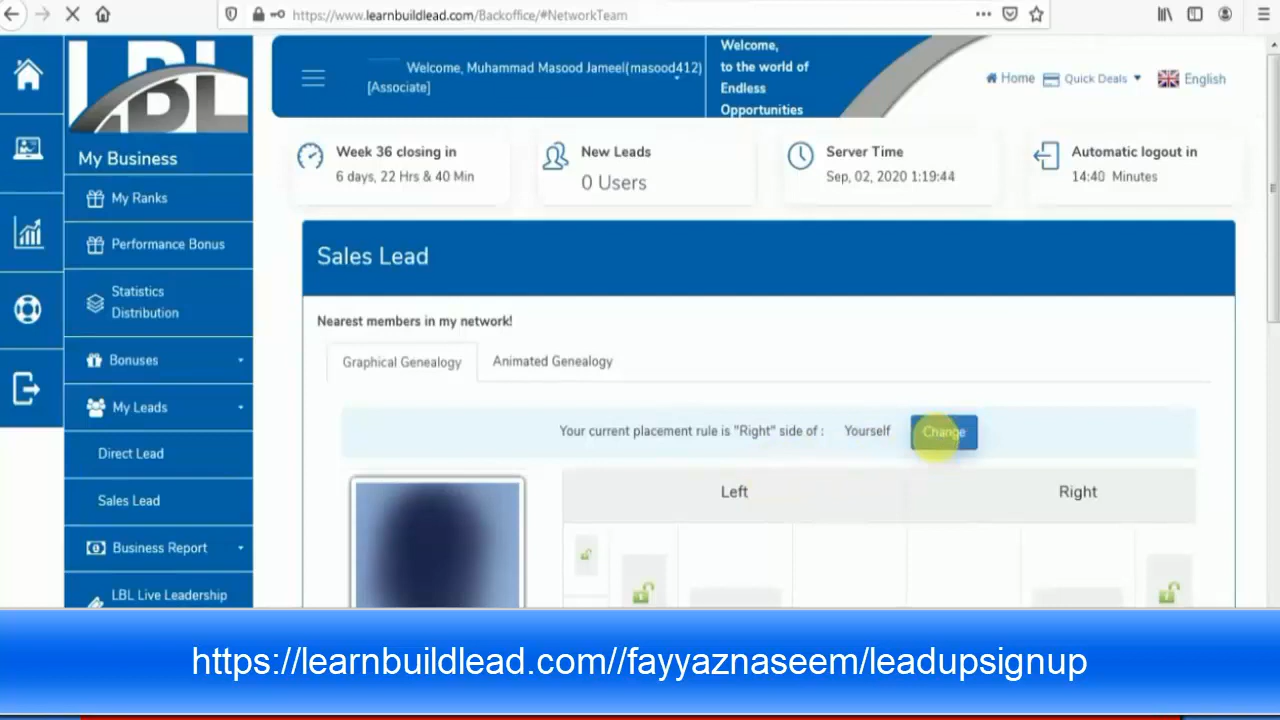 https://www.learnbuildlead.com/Backoffice/#NetworkTeam
LBL
Welcome, Muhammad Masood Jameel(masood412)
[Associate]
Welcome,
to the world of
Endless
Opportunities
Home
Quick Deals
English
My Business
My Ranks
Performance Bonus
Statistics
Distribution
Bonuses
My Leads
Direct Lead
Sales Lead
Business Report
LBL Live Leadership
Week 36 closing in
6 days, 22 Hrs & 40 Min
New Leads
0 Users
Server Time
Sep, 02, 2020 1:19:44
Automatic logout in
14:40 Minutes
Sales Lead
Nearest members in my network!
Graphical Genealogy
Animated Genealogy
Your current placement rule is "Right" side of : Yourself
Change
Left
Right
https://learnbuildlead.com//fayyaznaseem/leadupsignup